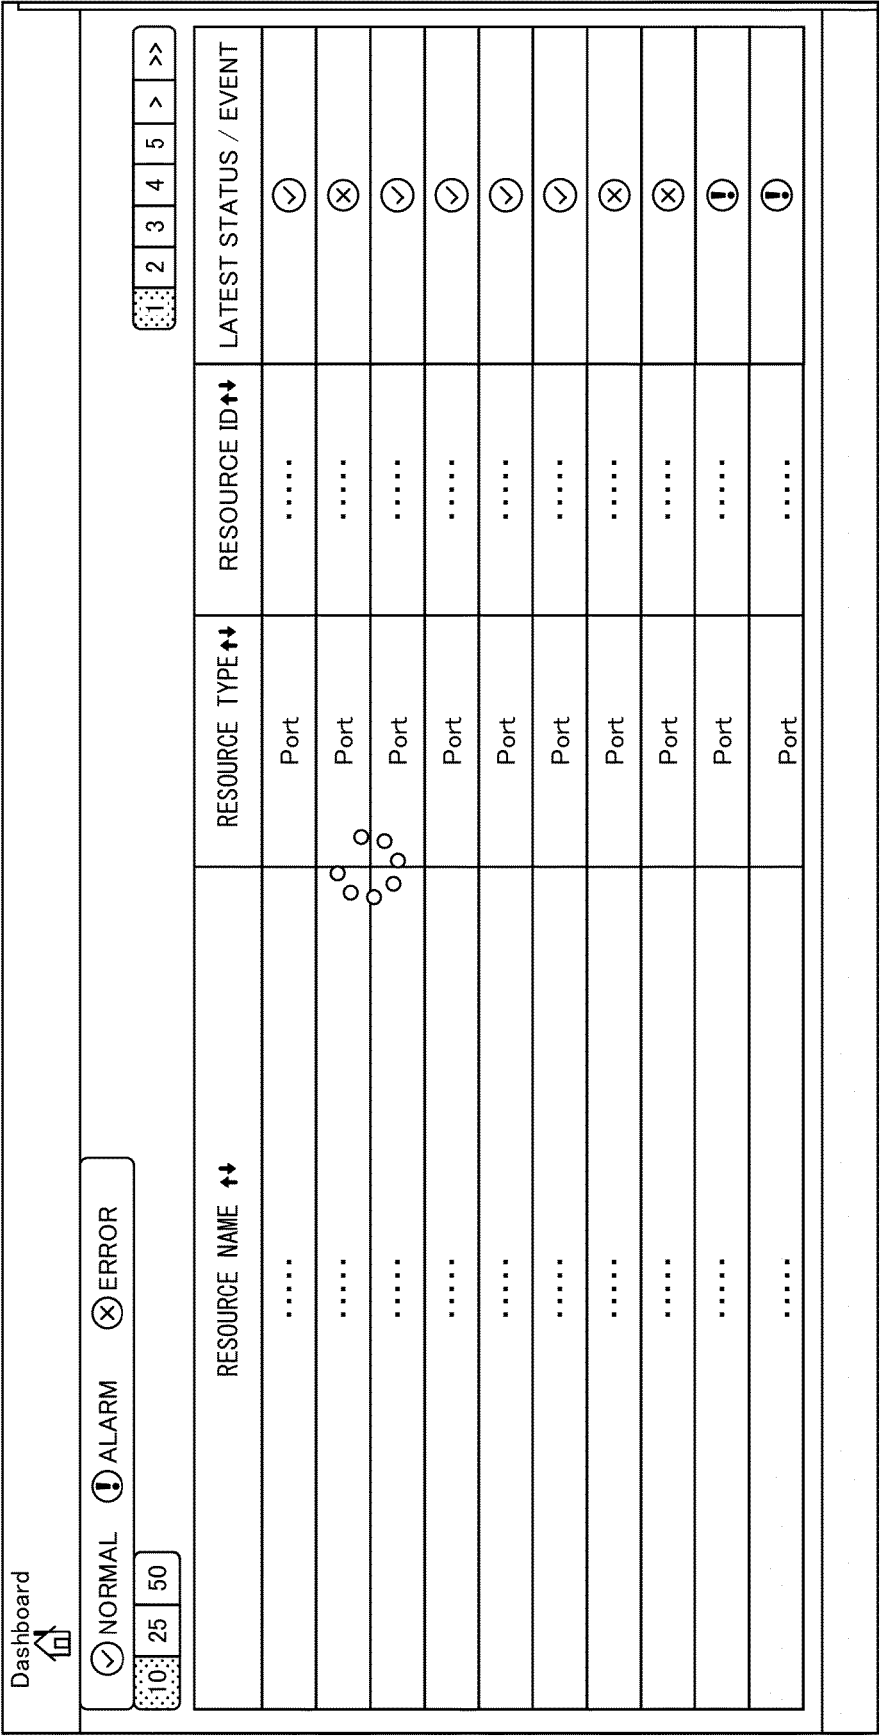 Dashboard
NORMAL ALARM ERROR
10 25 50
1 2 3 4 5 > >>
RESOURCE NAME RESOURCE TYPE RESOURCE ID LATEST STATUS / EVENT
..... Port .....
..... Port .....
..... Port .....
..... Port .....
..... Port .....
..... Port .....
..... Port .....
..... Port .....
..... Port .....
..... Port .....